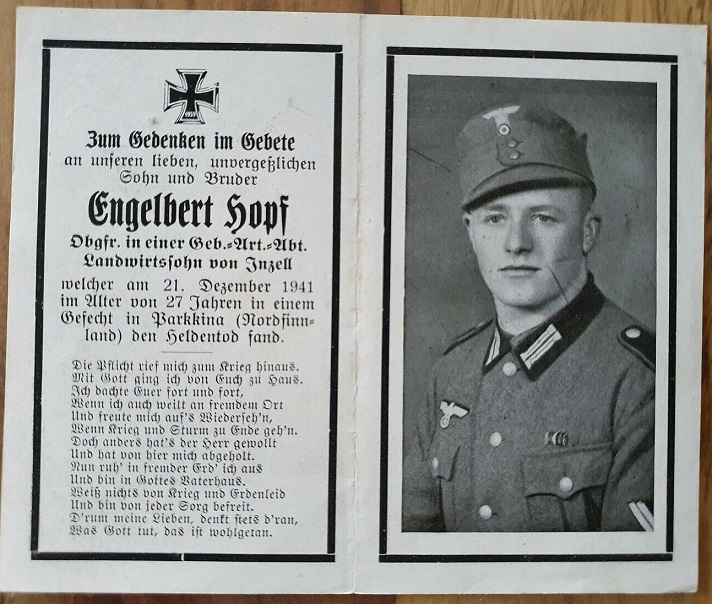 1939
Zum Gedenken im Gebete
an unseren lieben, unvergeßlichen
Sohn und Bruder
Engelbert Hopf
Obgfr. in einer Geb.-Art.-Abt.
Landwirtssohn von Inzell
welcher am 21. Dezember 1941
im Alter von 27 Jahren in einem
Gefecht in Parkkina (Nordfinn-
land) den Heldentod fand.
Die Pflicht rief mich zum Krieg hinaus.
Mit Gott ging ich von Euch zu Haus.
Ich dachte Euer fort und fort,
Wenn ich auch weilt an fremdem Ort
Und freute mich auf's Wiederseh'n,
Wenn Krieg und Sturm zu Ende geh'n.
Doch anders hat's der Herr gewollt
Und hat von hier mich abgeholt.
Nun ruh' in fremder Erd' ich aus
Und bin in Gottes Vaterhaus.
Weiß nichts von Krieg und Erdenleid
Und bin von jeder Sorg befreit.
D'rum meine Lieben, denkt stets d'ran,
Was Gott tut, das ist wohlgetan.